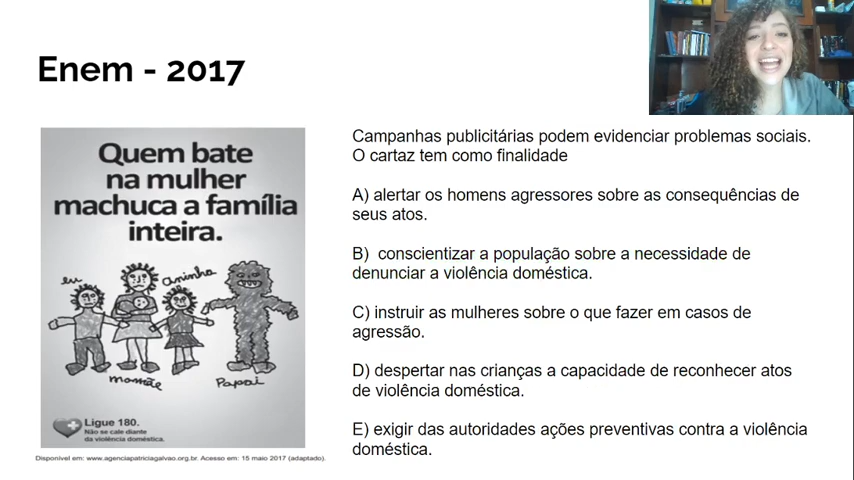 Enem - 2017
Quem bate
na mulher
machuca a família
inteira.
eu
aninha
mamãe
Papai
Ligue 180.
Não se cale diante
da violência doméstica.
Disponível em: www.agenciapatriciagalvao.org.br. Acesso em: 15 maio 2017 (adaptado).
Campanhas publicitárias podem evidenciar problemas sociais.
O cartaz tem como finalidade
A) alertar os homens agressores sobre as consequências de
seus atos.
B) conscientizar a população sobre a necessidade de
denunciar a violência doméstica.
C) instruir as mulheres sobre o que fazer em casos de
agressão.
D) despertar nas crianças a capacidade de reconhecer atos
de violência doméstica.
E) exigir das autoridades ações preventivas contra a violência
doméstica.